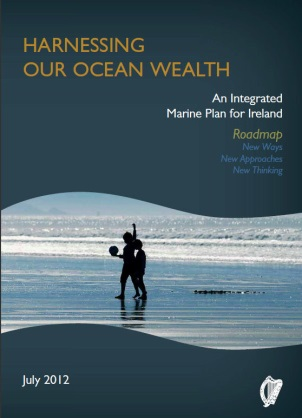 HARNESSING
OUR OCEAN WEALTH
An Integrated
Marine Plan for Ireland
Roadmap
New Ways
New Approaches
New Thinking
July 2012